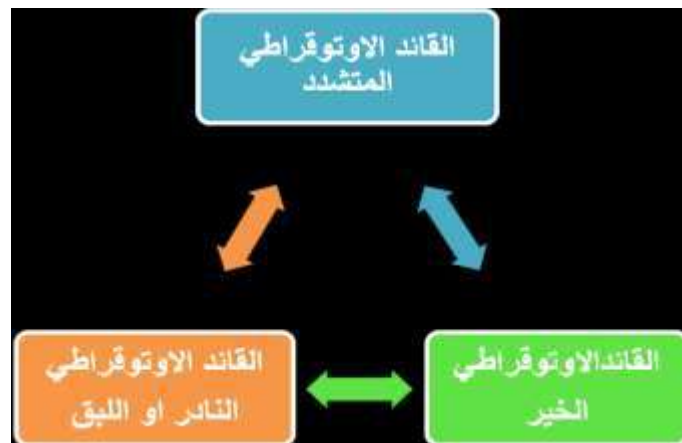 القائد الاوتوقراطي
المتشدد
القائدالاوتوقراطي
الخير
القائد الاوتوقراطي
النادر او اللبق